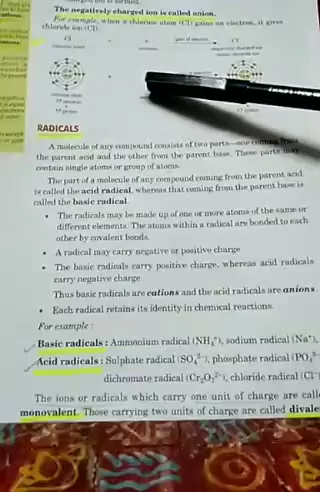 The negatively charged ion is called anion.
For example, when a chlorine atom (Cl) gains an electron, it gives
chloride ion (Cl⁻).
Cl
+
Cl⁻
RADICALS
A molecule of any compound consists of two parts—one coming from
the parent acid and the other from the parent base. These parts may
contain single atoms or group of atoms.
The part of a molecule of any compound coming from the parent acid
is called the acid radical, whereas that coming from the parent base is
called the basic radical.
• The radicals may be made up of one or more atoms of the same or
different elements. The atoms within a radical are bonded to each
other by covalent bonds.
• A radical may carry negative or positive charge.
• The basic radicals carry positive charge, whereas acid radicals
carry negative charge.
Thus basic radicals are cations and the acid radicals are anions.
• Each radical retains its identity in chemical reactions.
For example :
Basic radicals : Ammonium radical (NH₄⁺), sodium radical (Na⁺),
Acid radicals : Sulphate radical (SO₄²⁻), phosphate radical (PO₄³⁻
dichromate radical (Cr₂O₇²⁻), chloride radical (Cl⁻
The ions or radicals which carry one unit of charge are call
monovalent. Those carrying two units of charge are called divale